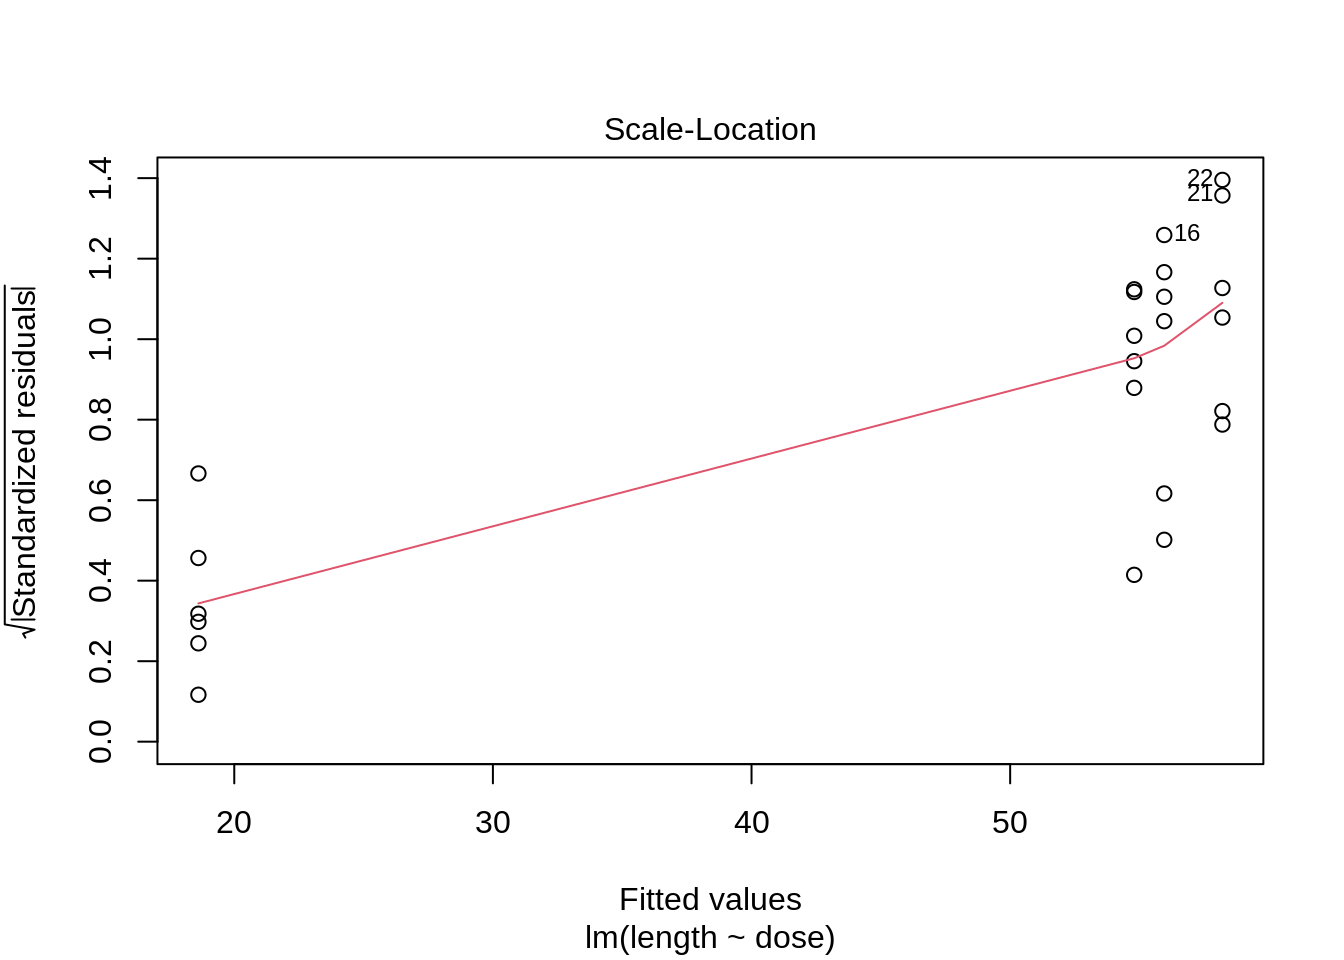 Scale-Location
√|Standardized residuals|
1.4
1.2
1.0
0.8
0.6
0.4
0.2
0.0
22
21
16
20 30 40 50
Fitted values
lm(length ~ dose)